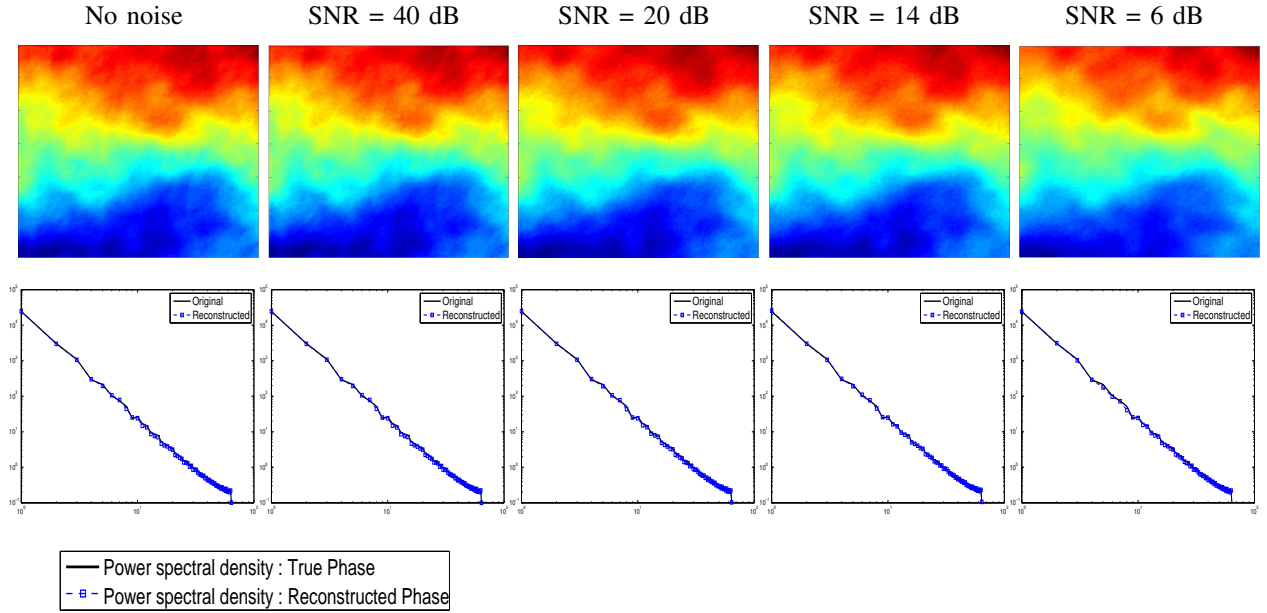 No noise
SNR = 40 dB
SNR = 20 dB
SNR = 14 dB
SNR = 6 dB
Original
Reconstructed
Original
Reconstructed
Original
Reconstructed
Original
Reconstructed
Original
Reconstructed
Power spectral density : True Phase
Power spectral density : Reconstructed Phase